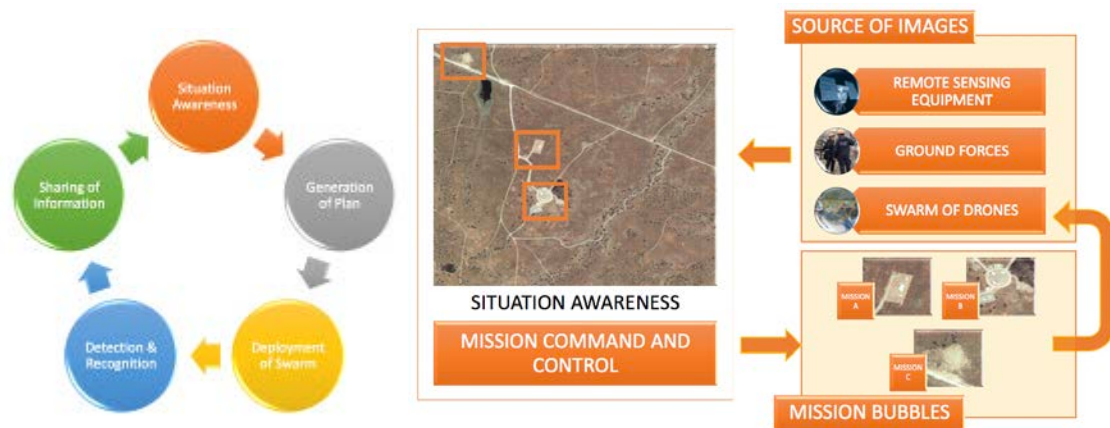 Situation
Awareness
Generation
of Plan
Deployment
of Swarm
Detection &
Recognition
Sharing of
Information
SITUATION AWARENESS
MISSION COMMAND AND
CONTROL
SOURCE OF IMAGES
REMOTE SENSING
EQUIPMENT
GROUND FORCES
SWARM OF DRONES
MISSION
A
MISSION
B
MISSION
C
MISSION BUBBLES